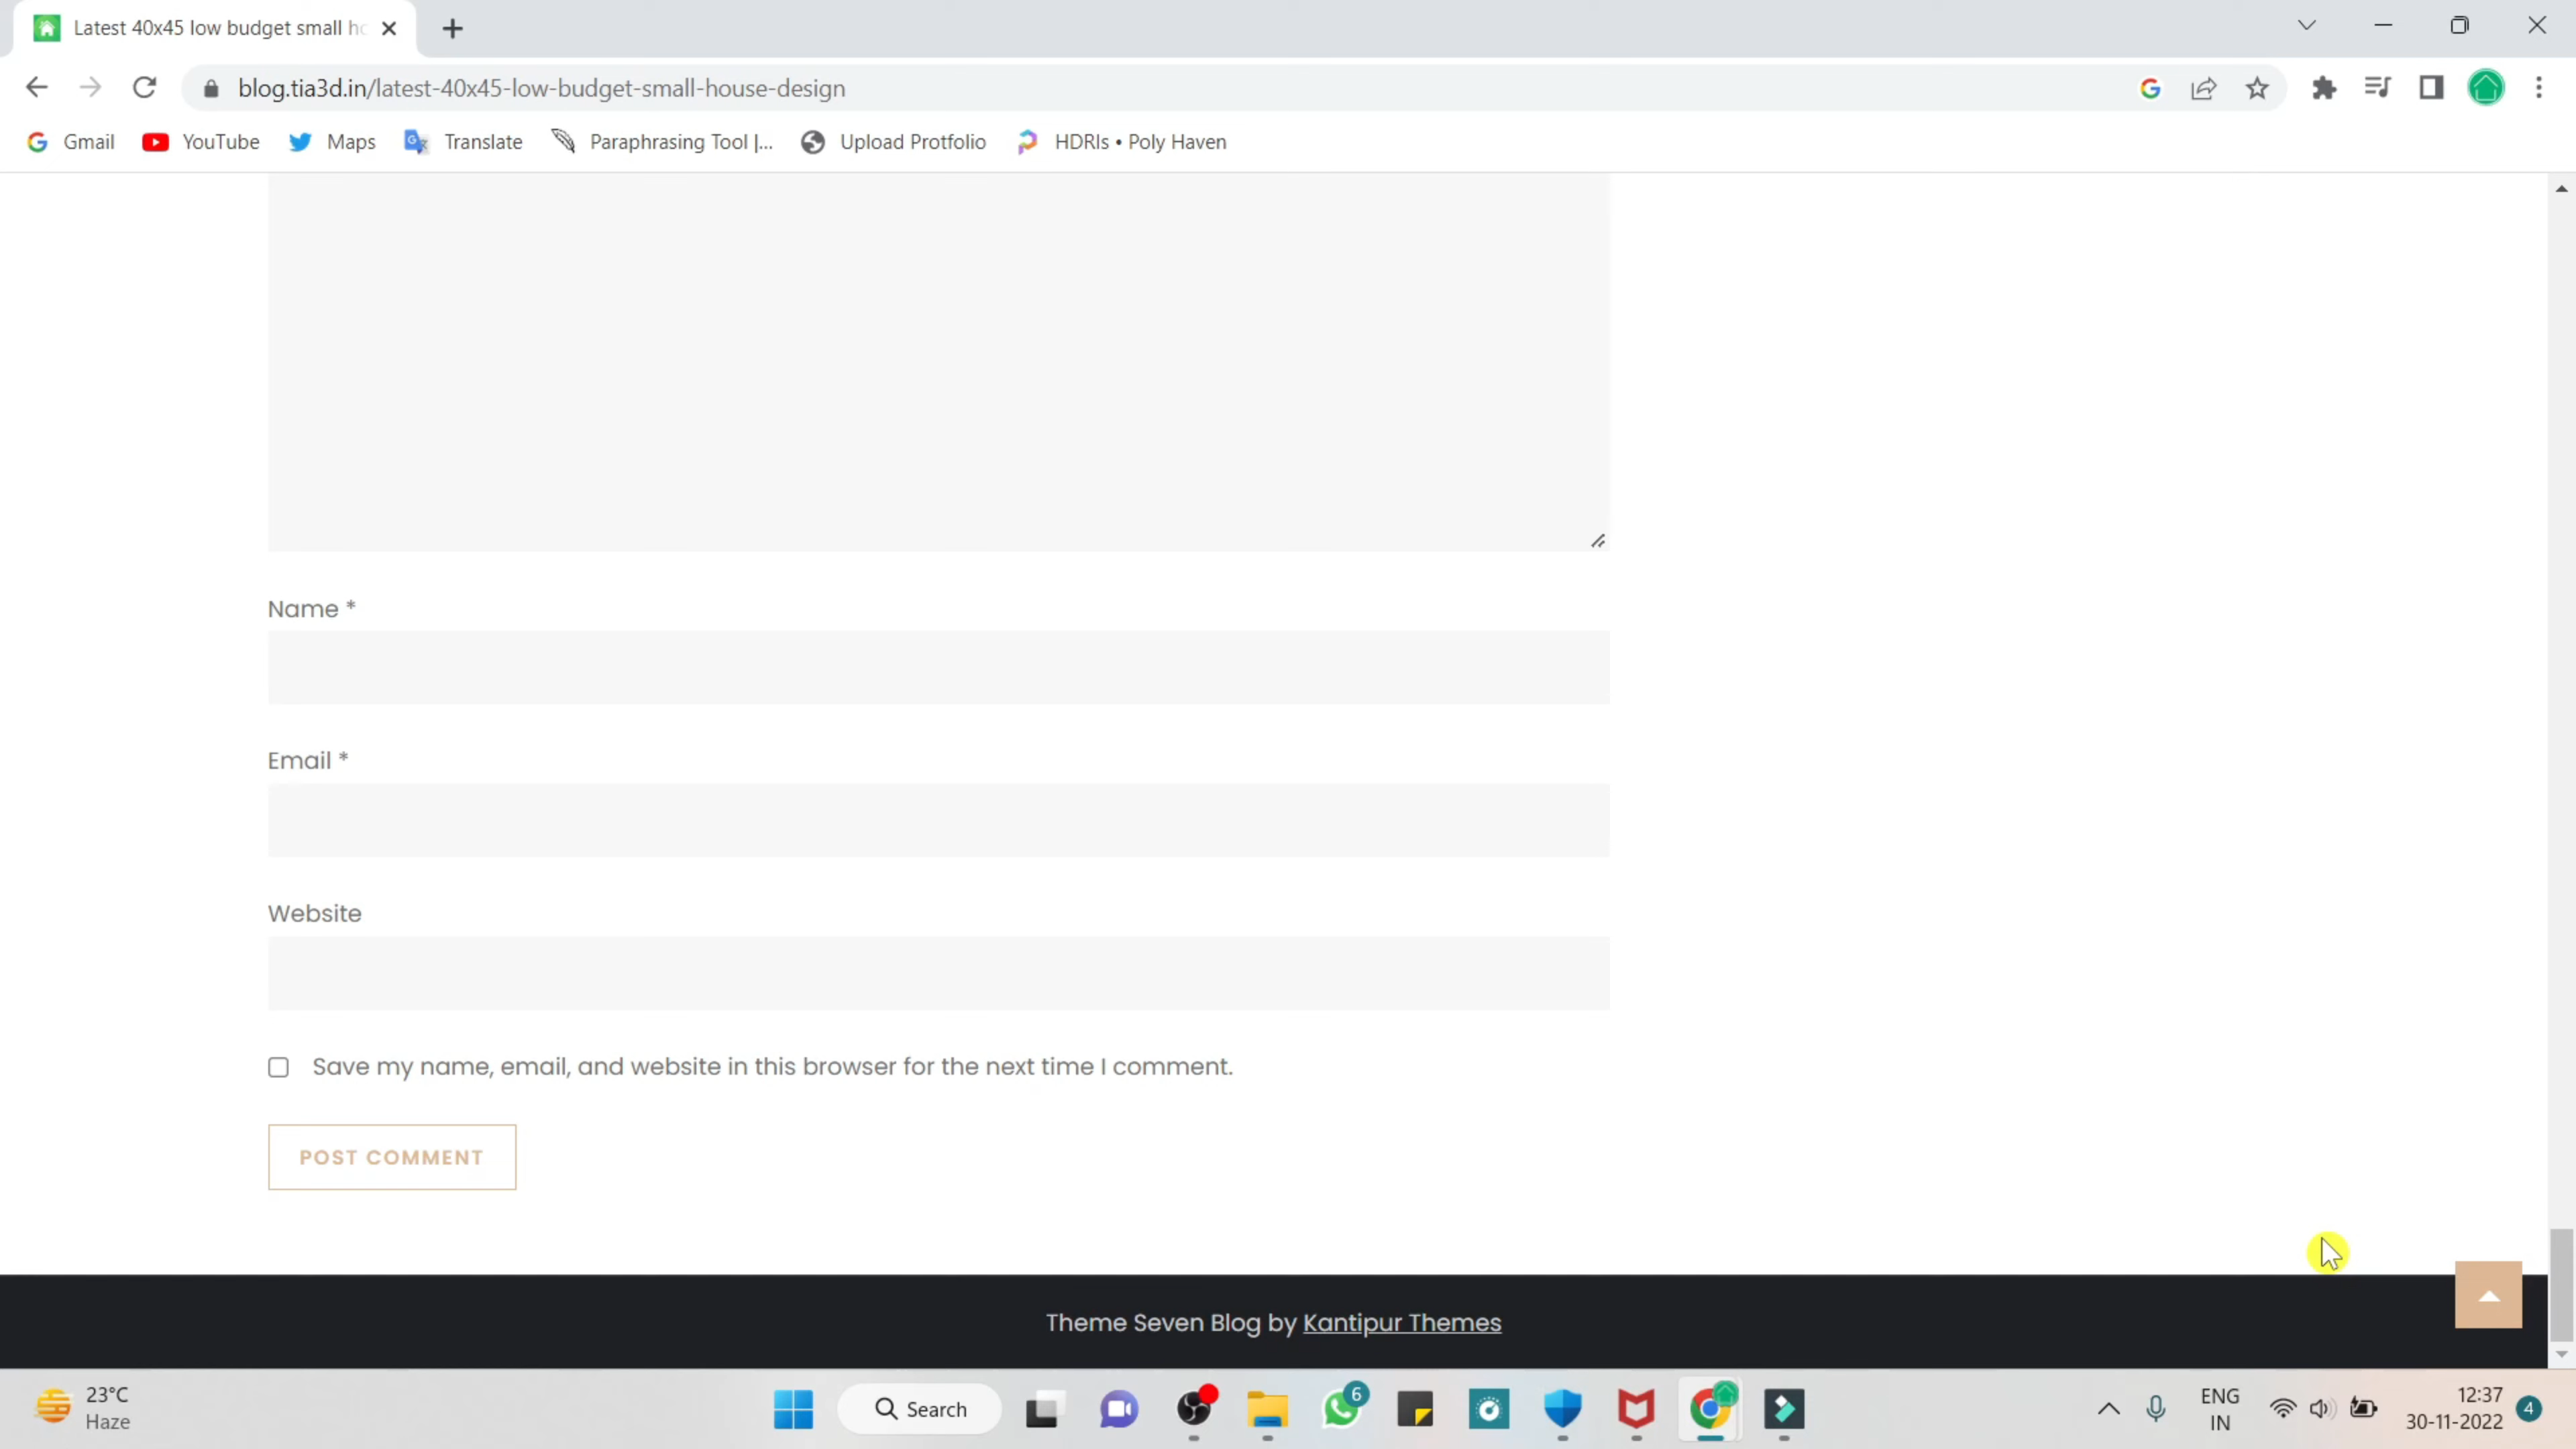 Latest 40x45 low budget small ho
blog.tia3d.in/latest-40x45-low-budget-small-house-design
Gmail YouTube Maps Translate Paraphrasing Tool |... Upload Protfolio HDRIs • Poly Haven
Name *
Email *
Website
Save my name, email, and website in this browser for the next time I comment.
POST COMMENT
Theme Seven Blog by Kantipur Themes
23°C
Haze
Search
6
ENG
IN
12:37
30-11-2022
4